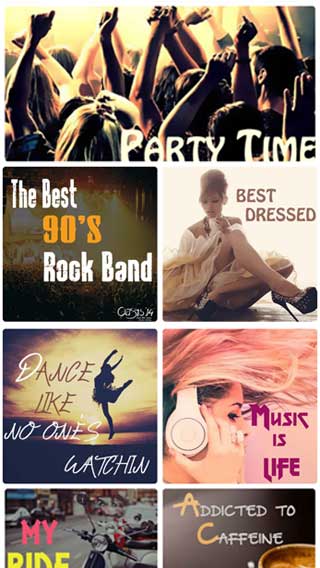 PARTY TIME
The Best
90'S
Rock Band
BEST
DRESSED
DANCE
LIKE
NO ONE'S
WATCHIN
MUSIC
IS
LIFE
MY
RIDE
ADDICTED TO
CAFFEINE